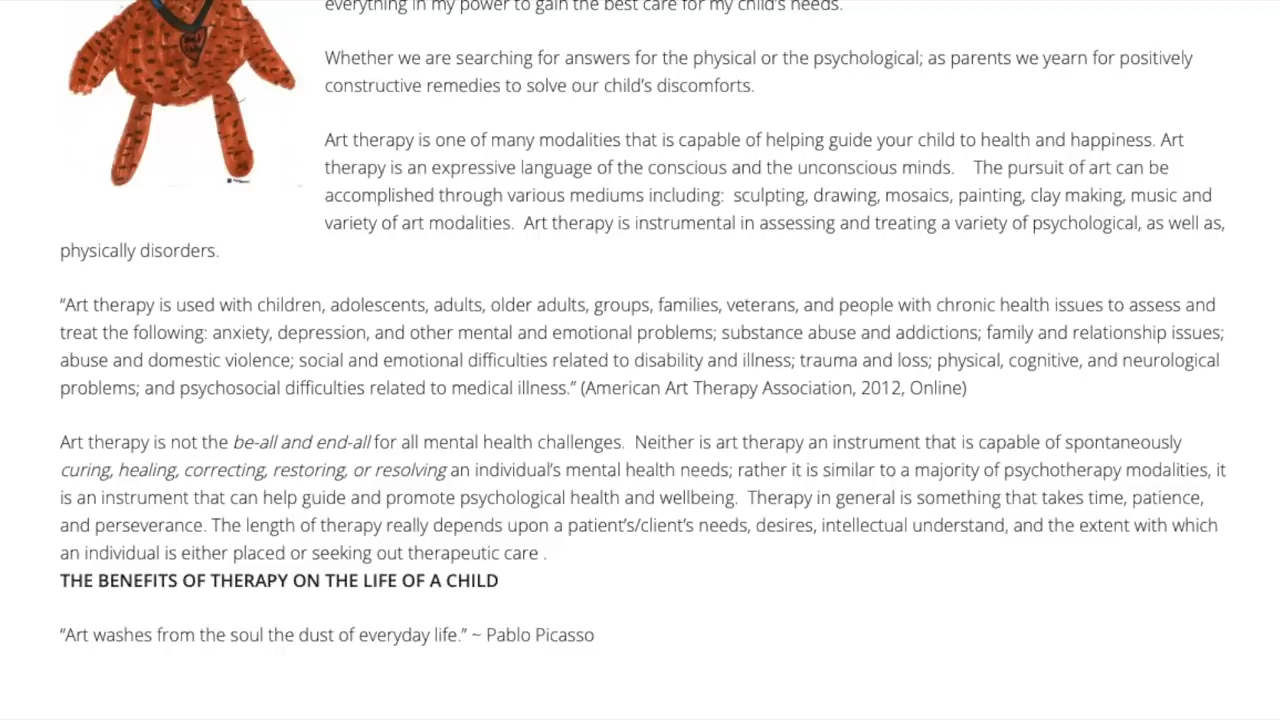 everything in my power to gain the best care for my child's needs.
Whether we are searching for answers for the physical or the psychological; as parents we yearn for positively
constructive remedies to solve our child's discomforts.
Art therapy is one of many modalities that is capable of helping guide your child to health and happiness. Art
therapy is an expressive language of the conscious and the unconscious minds. The pursuit of art can be
accomplished through various mediums including: sculpting, drawing, mosaics, painting, clay making, music and
variety of art modalities. Art therapy is instrumental in assessing and treating a variety of psychological, as well as,
physically disorders.
“Art therapy is used with children, adolescents, adults, older adults, groups, families, veterans, and people with chronic health issues to assess and
treat the following: anxiety, depression, and other mental and emotional problems; substance abuse and addictions; family and relationship issues;
abuse and domestic violence; social and emotional difficulties related to disability and illness; trauma and loss; physical, cognitive, and neurological
problems; and psychosocial difficulties related to medical illness.” (American Art Therapy Association, 2012, Online)
Art therapy is not the be-all and end-all for all mental health challenges. Neither is art therapy an instrument that is capable of spontaneously
curing, healing, correcting, restoring, or resolving an individual's mental health needs; rather it is similar to a majority of psychotherapy modalities, it
is an instrument that can help guide and promote psychological health and wellbeing. Therapy in general is something that takes time, patience,
and perseverance. The length of therapy really depends upon a patient's/client's needs, desires, intellectual understand, and the extent with which
an individual is either placed or seeking out therapeutic care .
THE BENEFITS OF THERAPY ON THE LIFE OF A CHILD
“Art washes from the soul the dust of everyday life.” ~ Pablo Picasso